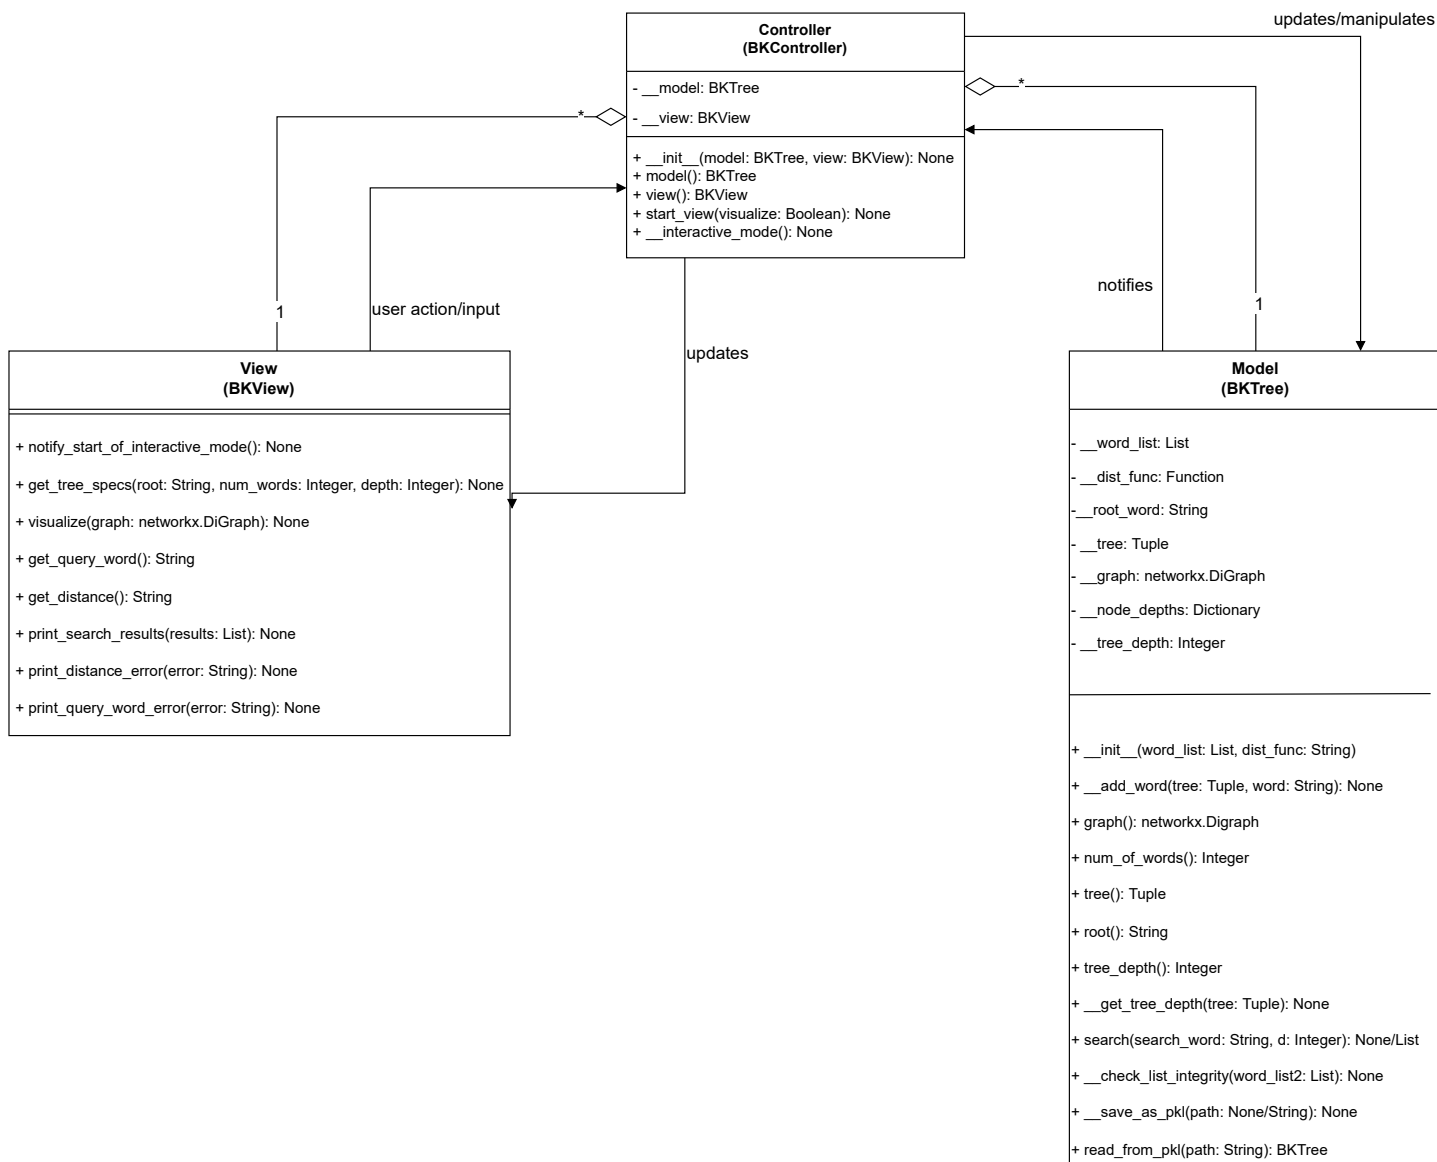 updates/manipulates
Controller
(BKController)
- __model: BKTree
- __view: BKView
+ __init__(model: BKTree, view: BKView): None
+ model(): BKTree
+ view(): BKView
+ start_view(visualize: Boolean): None
+ __interactive_mode(): None
*
*
notifies
1
1
user action/input
updates
View
(BKView)
+ notify_start_of_interactive_mode(): None
+ get_tree_specs(root: String, num_words: Integer, depth: Integer): None
+ visualize(graph: networkx.DiGraph): None
+ get_query_word(): String
+ get_distance(): String
+ print_search_results(results: List): None
+ print_distance_error(error: String): None
+ print_query_word_error(error: String): None
Model
(BKTree)
- __word_list: List
- __dist_func: Function
-__root_word: String
- __tree: Tuple
- __graph: networkx.DiGraph
- __node_depths: Dictionary
- __tree_depth: Integer
+ __init__(word_list: List, dist_func: String)
+ __add_word(tree: Tuple, word: String): None
+ graph(): networkx.Digraph
+ num_of_words(): Integer
+ tree(): Tuple
+ root(): String
+ tree_depth(): Integer
+ __get_tree_depth(tree: Tuple): None
+ search(search_word: String, d: Integer): None/List
+ __check_list_integrity(word_list2: List): None
+ __save_as_pkl(path: None/String): None
+ read_from_pkl(path: String): BKTree